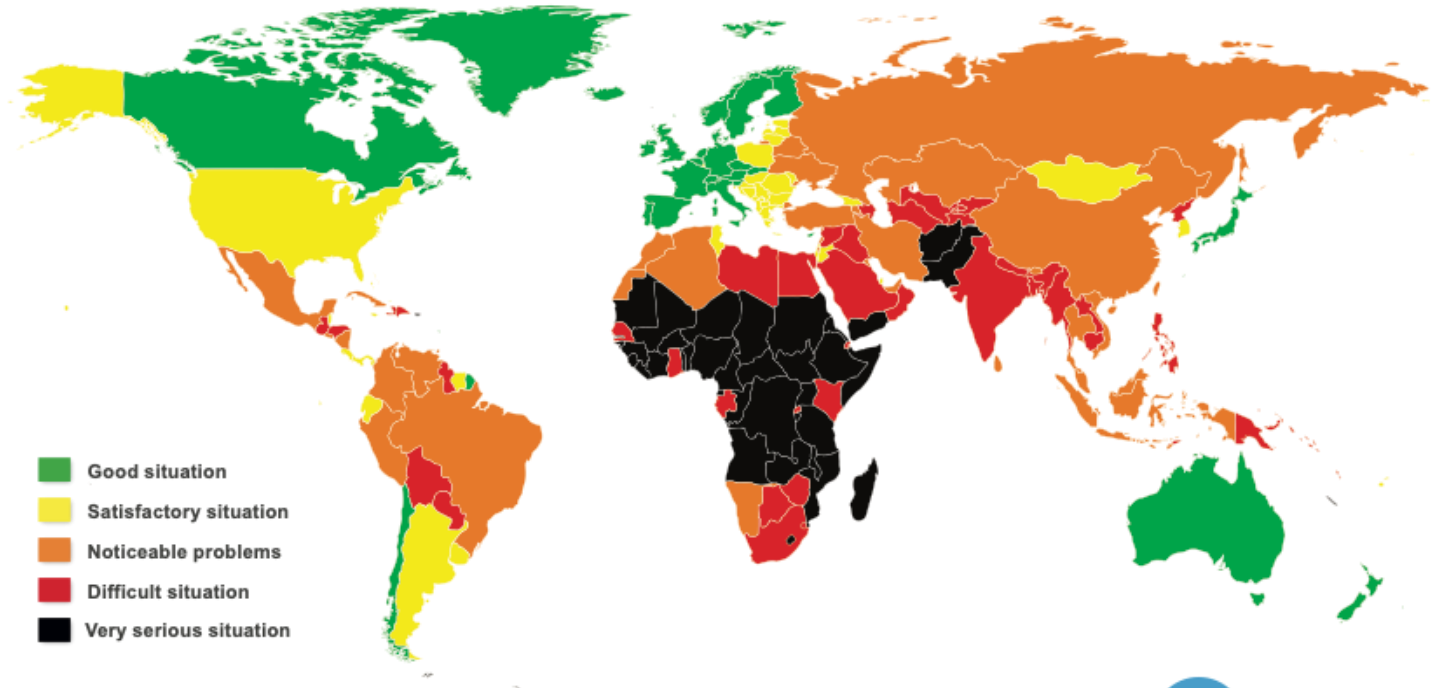 Good situation
Satisfactory situation
Noticeable problems
Difficult situation
Very serious situation